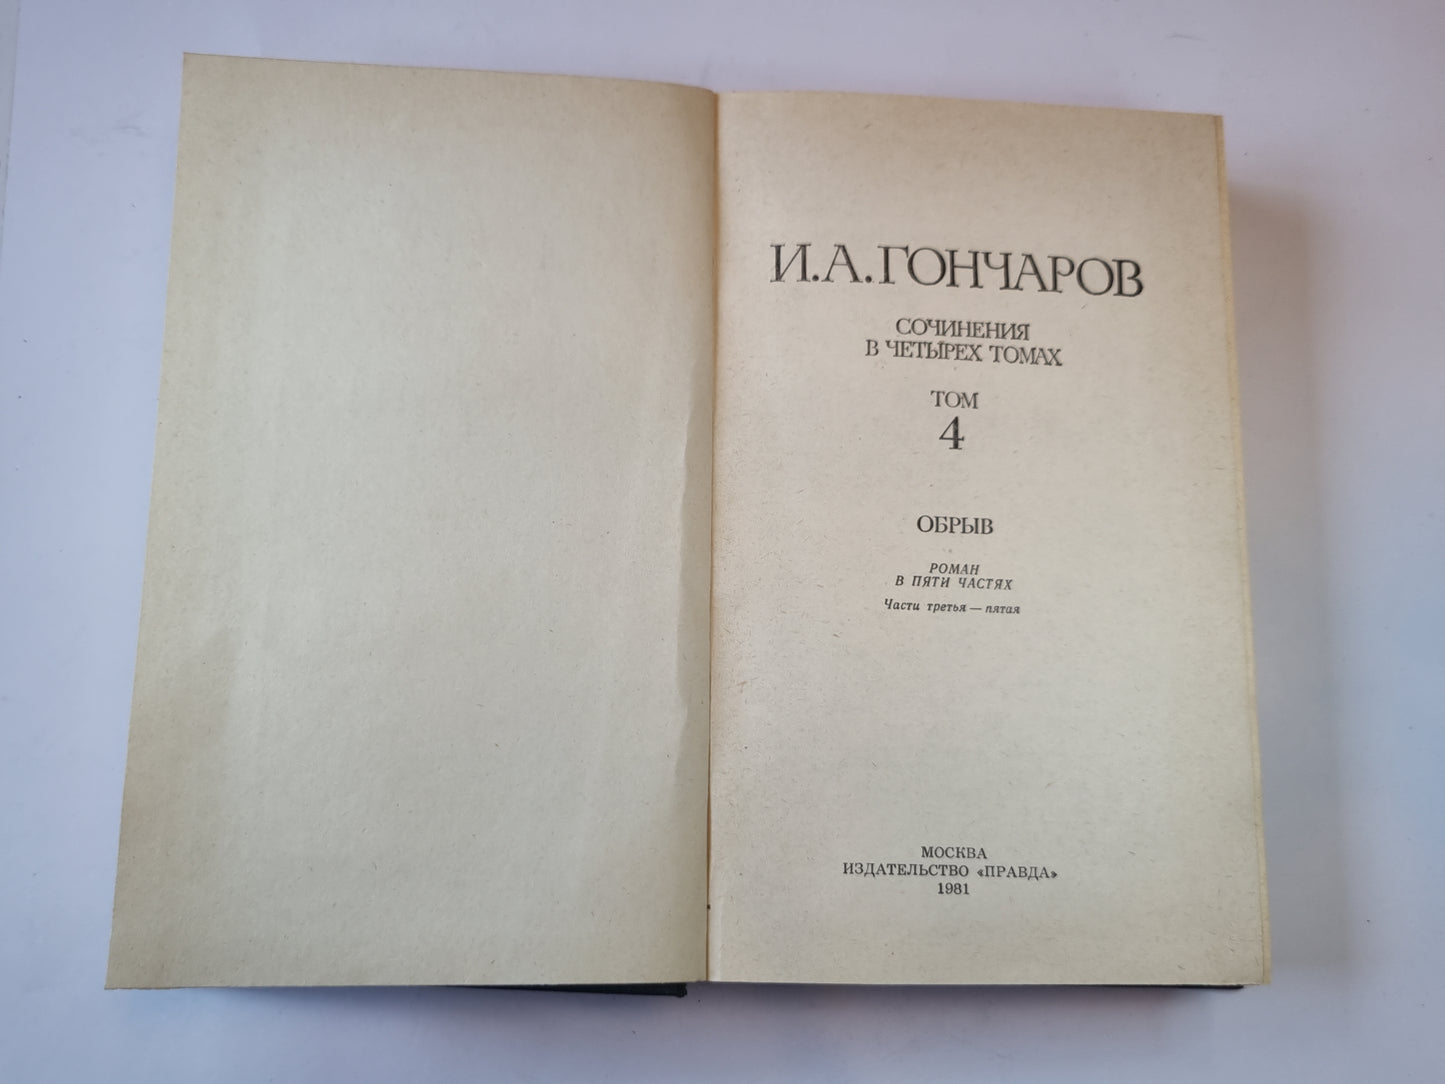 И.А.ГОНЧАРОВ
СОЧИНЕНИЯ
В ЧЕТЫРЕХ ТОМАХ
ТОМ
4
ОБРЫВ
РОМАН
В ПЯТИ ЧАСТЯХ
Части третья — пятая
МОСКВА
ИЗДАТЕЛЬСТВО «ПРАВДА»
1981